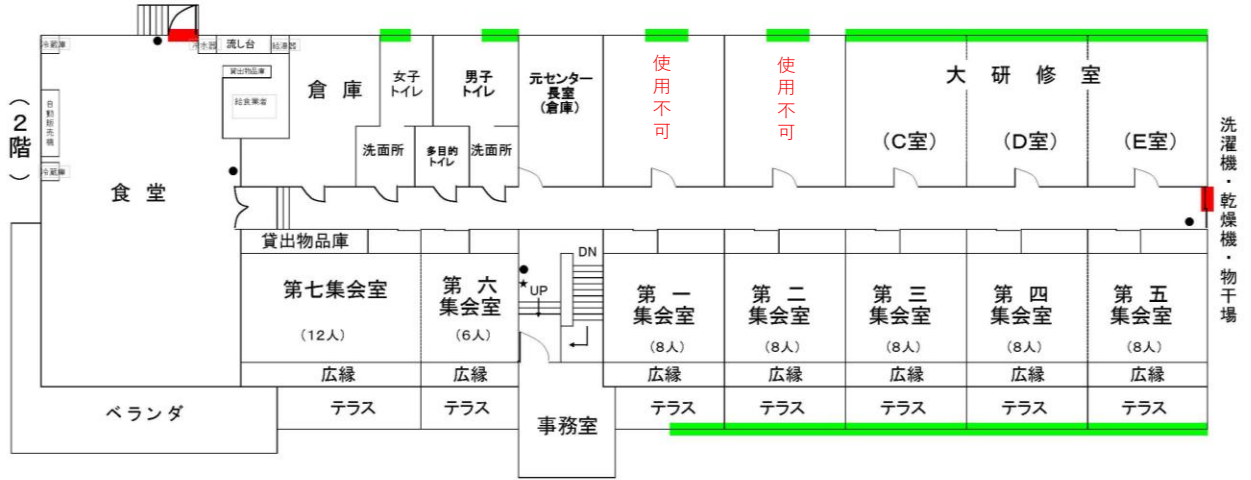 (2階)
冷蔵庫
自動販売機
冷蔵庫
食堂
冷水器
流し台
給湯器
貸出物品庫
給食業者
倉庫
女子
トイレ
男子
トイレ
洗面所
多目的
トイレ
洗面所
元センター
長室
(倉庫)
使用不可
使用不可
大研修室
(C室)
(D室)
(E室)
洗濯機・乾燥機・物干場
貸出物品庫
第七集会室
(12人)
第六
集会室
(6人)
★UP
DN
第一
集会室
(8人)
第二
集会室
(8人)
第三
集会室
(8人)
第四
集会室
(8人)
第五
集会室
(8人)
広縁
広縁
広縁
広縁
広縁
広縁
広縁
ベランダ
テラス
テラス
事務室
テラス
テラス
テラス
テラス
テラス